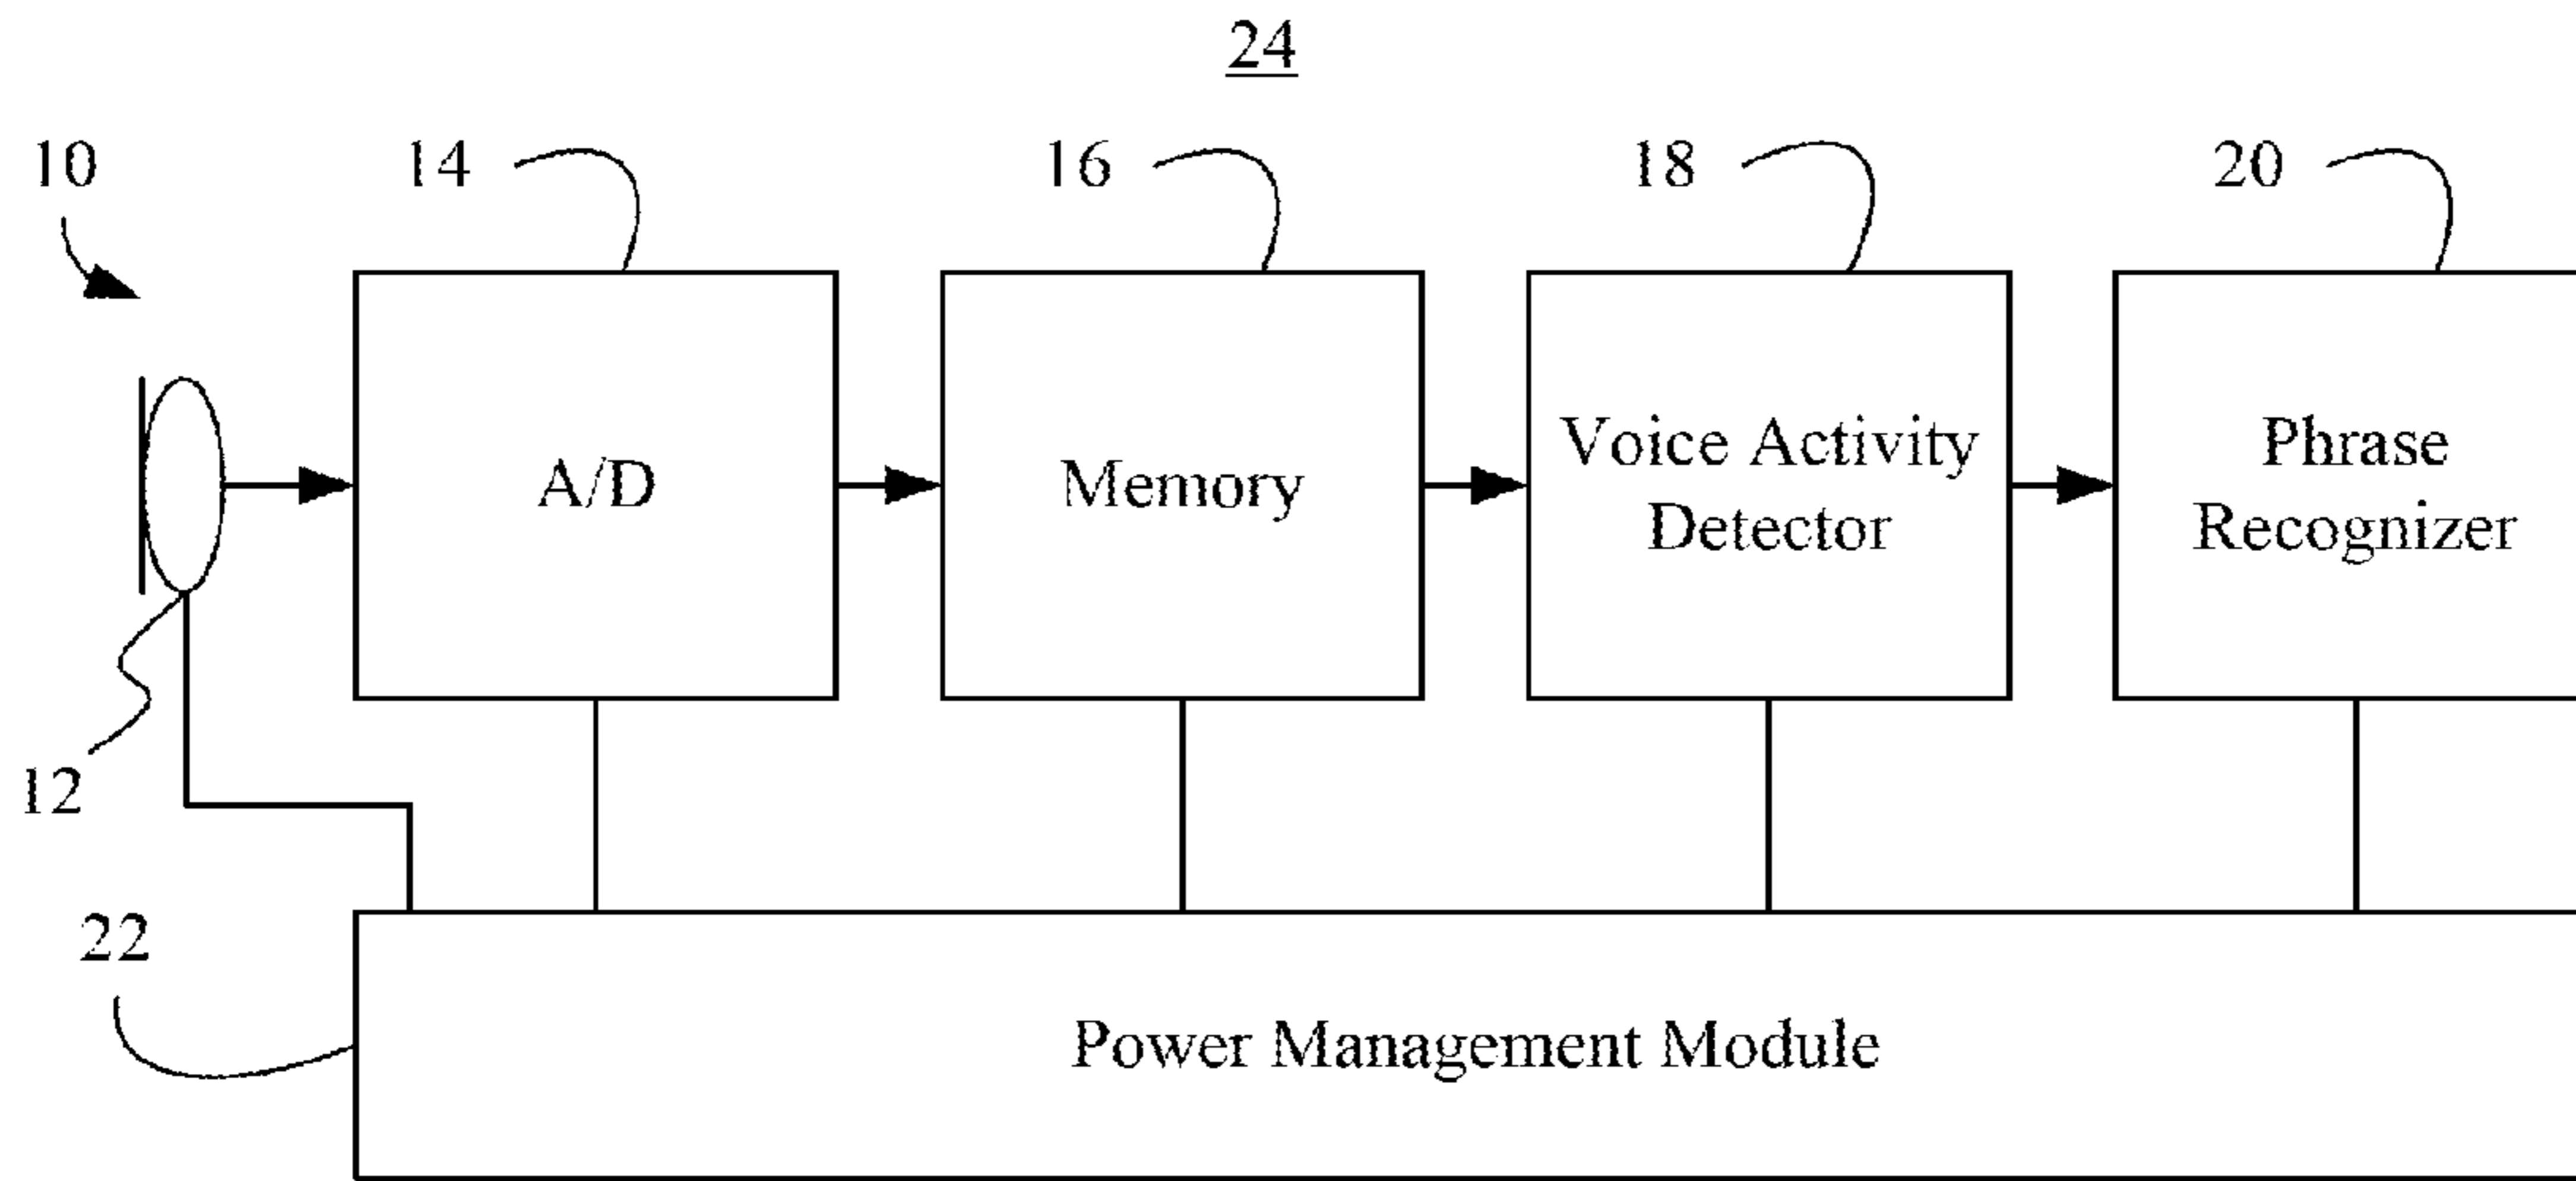 24
10
14
16
18
20
A/D
Memory
Voice Activity
Detector
Phrase
Recognizer
12
22
Power Management Module